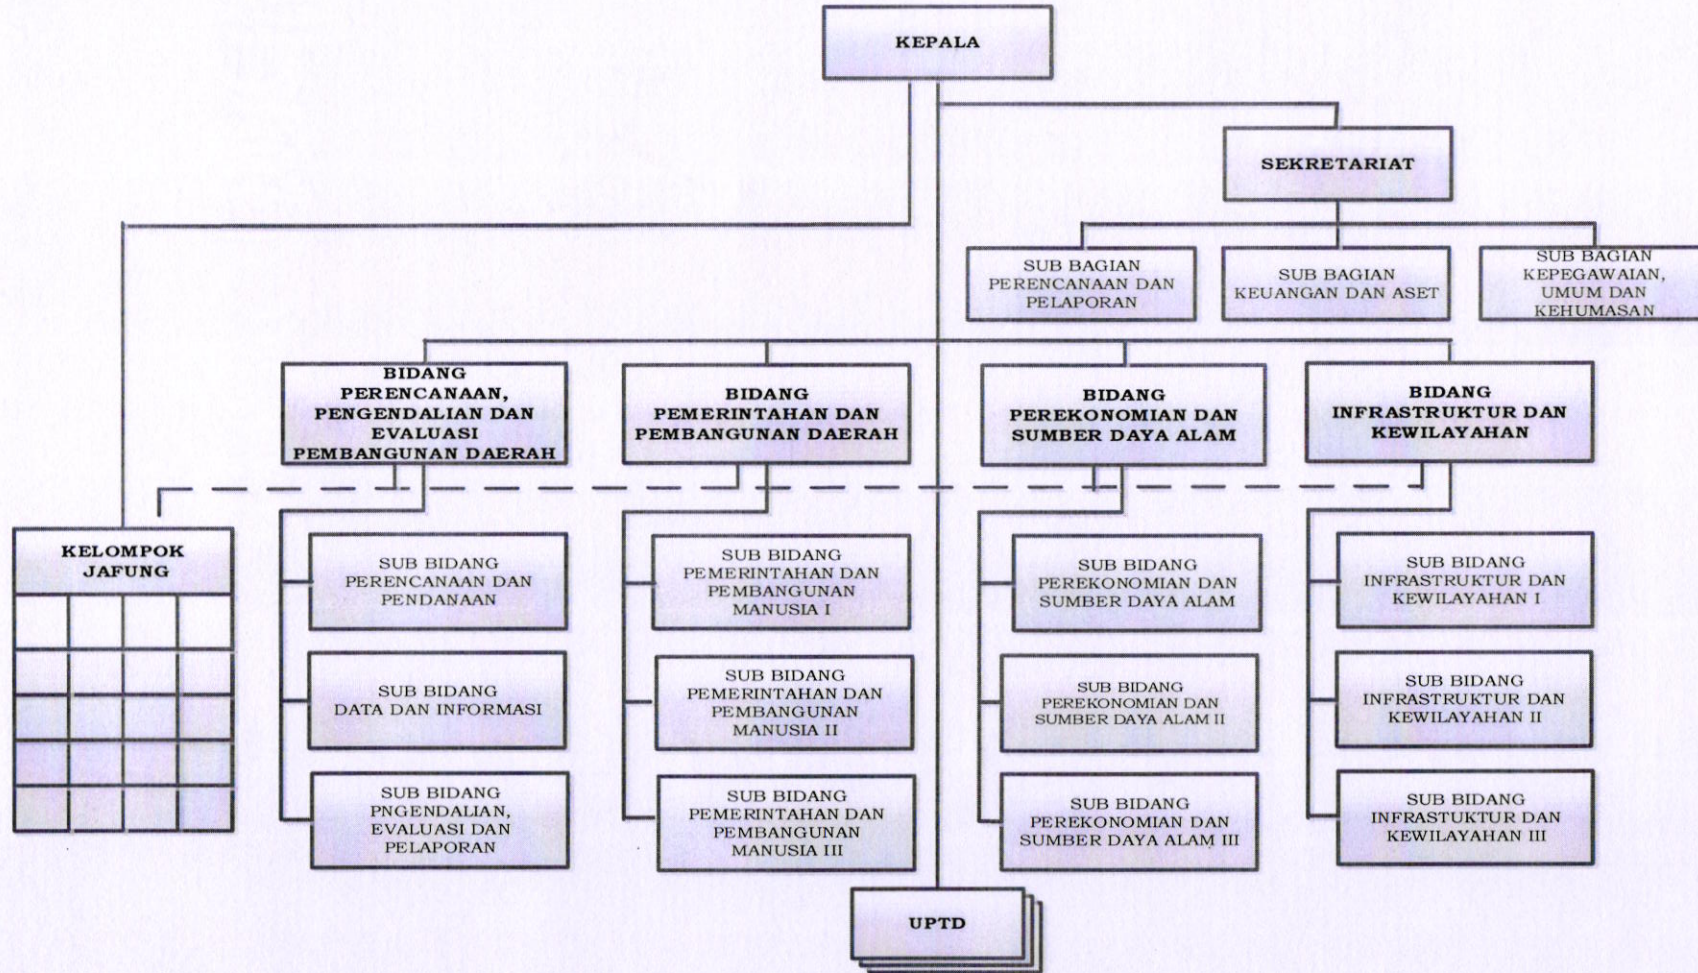 KEPALA
SEKRETARIAT
SUB BAGIAN
PERENCANAAN DAN
PELAPORAN
SUB BAGIAN
KEUANGAN DAN ASET
SUB BAGIAN
KEPEGAWAIAN,
UMUM DAN
KEHUMASAN
BIDANG
PERENCANAAN,
PENGENDALIAN DAN
EVALUASI
PEMBANGUNAN DAERAH
BIDANG
PEMERINTAHAN DAN
PEMBANGUNAN DAERAH
BIDANG
PEREKONOMIAN DAN
SUMBER DAYA ALAM
BIDANG
INFRASTRUKTUR DAN
KEWILAYAHAN
KELOMPOK
JAFUNG
SUB BIDANG
PERENCANAAN DAN
PENDANAAN
SUB BIDANG
PEMERINTAHAN DAN
PEMBANGUNAN
MANUSIA I
SUB BIDANG
PEREKONOMIAN DAN
SUMBER DAYA ALAM
SUB BIDANG
INFRASTRUKTUR DAN
KEWILAYAHAN I
SUB BIDANG
DATA DAN INFORMASI
SUB BIDANG
PEMERINTAHAN DAN
PEMBANGUNAN
MANUSIA II
SUB BIDANG
PEREKONOMIAN DAN
SUMBER DAYA ALAM II
SUB BIDANG
INFRASTRUKTUR DAN
KEWILAYAHAN II
SUB BIDANG
PNGENDALIAN,
EVALUASI DAN
PELAPORAN
SUB BIDANG
PEMERINTAHAN DAN
PEMBANGUNAN
MANUSIA III
SUB BIDANG
PEREKONOMIAN DAN
SUMBER DAYA ALAM III
SUB BIDANG
INFRASTUKTUR DAN
KEWILAYAHAN III
UPTD